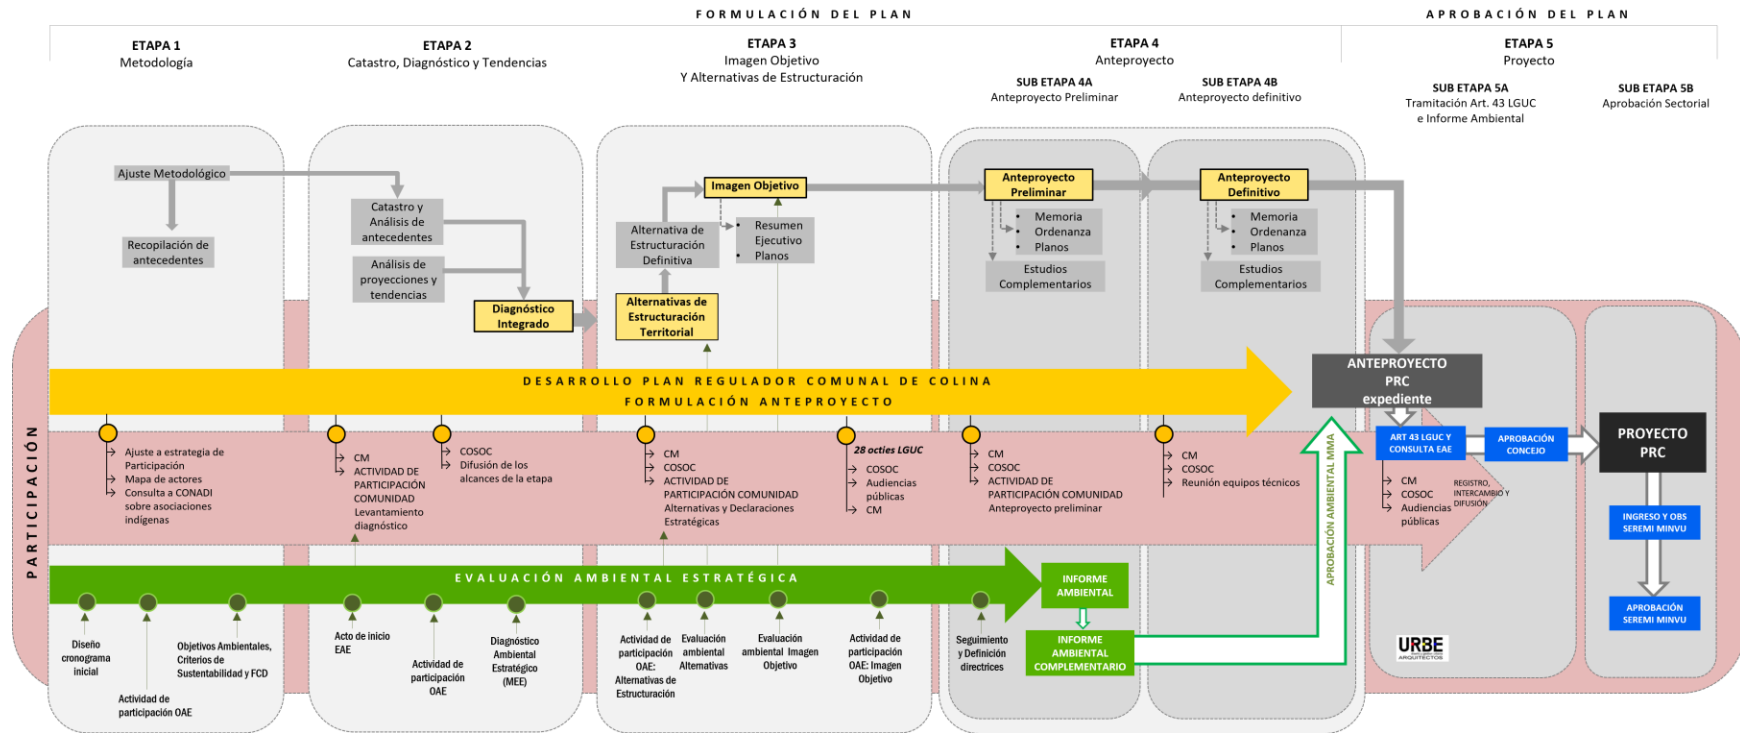 FORMULACIÓN DEL PLAN
APROBACIÓN DEL PLAN
ETAPA 1
Metodología
ETAPA 2
Catastro, Diagnóstico y Tendencias
ETAPA 3
Imagen Objetivo
Y Alternativas de Estructuración
ETAPA 4
Anteproyecto
SUB ETAPA 4A
Anteproyecto Preliminar
SUB ETAPA 4B
Anteproyecto definitivo
ETAPA 5
Proyecto
SUB ETAPA 5A
Tramitación Art. 43 LGUC
e Informe Ambiental
SUB ETAPA 5B
Aprobación Sectorial
Ajuste Metodológico
Recopilación de
antecedentes
Catastro y
Análisis de
antecedentes
Análisis de
proyecciones y
tendencias
Diagnóstico
Integrado
Imagen Objetivo
Alternativa de
Estructuración
Definitiva
• Resumen
Ejecutivo
• Planos
Alternativas de
Estructuración
Territorial
Anteproyecto
Preliminar
• Memoria
• Ordenanza
• Planos
Estudios
Complementarios
Anteproyecto
Definitivo
• Memoria
• Ordenanza
• Planos
Estudios
Complementarios
DESARROLLO PLAN REGULADOR COMUNAL DE COLINA
FORMULACIÓN ANTEPROYECTO
ANTEPROYECTO
PRC
expediente
PARTICIPACIÓN
Ajuste a estrategia de
Participación
Mapa de actores
Consulta a CONADI
sobre asociaciones
indígenas
CM
ACTIVIDAD DE
PARTICIPACIÓN
COMUNIDAD
Levantamiento
diagnóstico
COSOC
Difusión de los
alcances de la etapa
CM
COSOC
ACTIVIDAD DE
PARTICIPACIÓN COMUNIDAD
Alternativas y Declaraciones
Estratégicas
28 octies LGUC
COSOC
Audiencias
públicas
CM
CM
COSOC
ACTIVIDAD DE
PARTICIPACIÓN COMUNIDAD
Anteproyecto preliminar
CM
COSOC
Reunión equipos técnicos
APROBACIÓN AMBIENTAL MMA
ART 43 LGUC Y
CONSULTA EAE
APROBACIÓN
CONCEJO
PROYECTO
PRC
CM
COSOC
Audiencias
públicas
REGISTRO,
INTERCAMBIO Y
DIFUSIÓN
INGRESO Y OBS
SEREMI MINVU
APROBACIÓN
SEREMI MINVU
EVALUACIÓN AMBIENTAL ESTRATÉGICA
INFORME
AMBIENTAL
INFORME
AMBIENTAL
COMPLEMENTARIO
Diseño
cronograma
inicial
Actividad de
participación OAE
Objetivos Ambientales,
Criterios de
Sustentabilidad y FCD
Acto de inicio
EAE
Actividad de
participación
OAE
Diagnóstico
Ambiental
Estratégico
(MEE)
Actividad de
participación
OAE:
Alternativas de
Estructuración
Evaluación
ambiental
Alternativas
Evaluación
ambiental Imagen
Objetivo
Actividad de
participación
OAE: Imagen
Objetivo
Seguimiento
y Definición
directrices
URBE
ARQUITECTOS